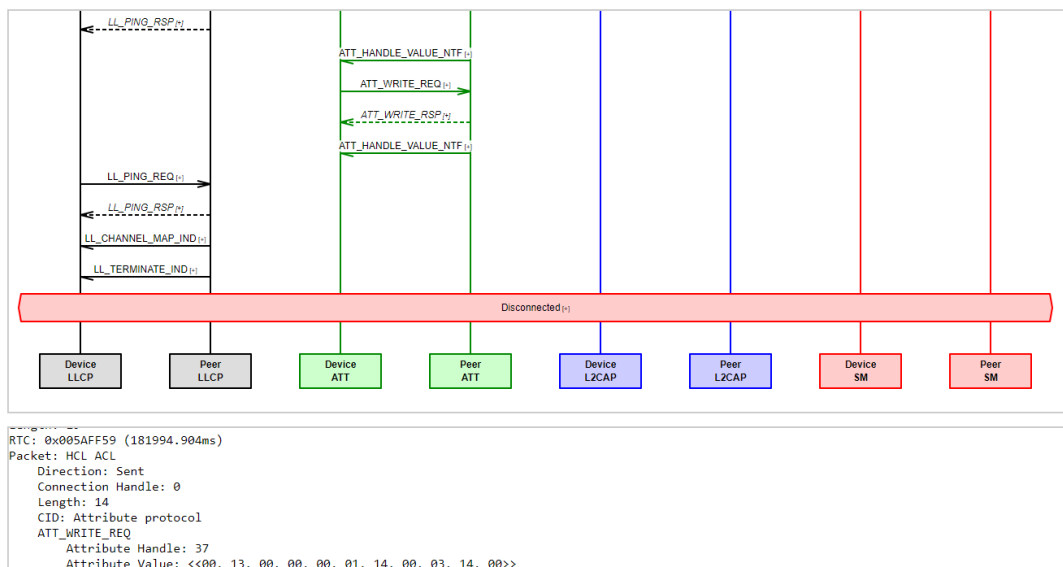 LL_PING_RSP [+]
ATT_HANDLE_VALUE_NTF [+]
ATT_WRITE_REQ [+]
ATT_WRITE_RSP [+]
ATT_HANDLE_VALUE_NTF [+]
LL_PING_REQ [+]
LL_PING_RSP [+]
LL_CHANNEL_MAP_IND [+]
LL_TERMINATE_IND [+]
Disconnected [+]
Device Peer Device Peer Device Peer Device Peer
LLCP LLCP ATT ATT L2CAP L2CAP SM SM
RTC: 0x005AFF59 (181994.904ms)
Packet: HCL ACL
Direction: Sent
Connection Handle: 0
Length: 14
CID: Attribute protocol
ATT_WRITE_REQ
Attribute Handle: 37
Attribute Value: <<00, 13, 00, 00, 00, 01, 14, 00, 03, 14, 00>>